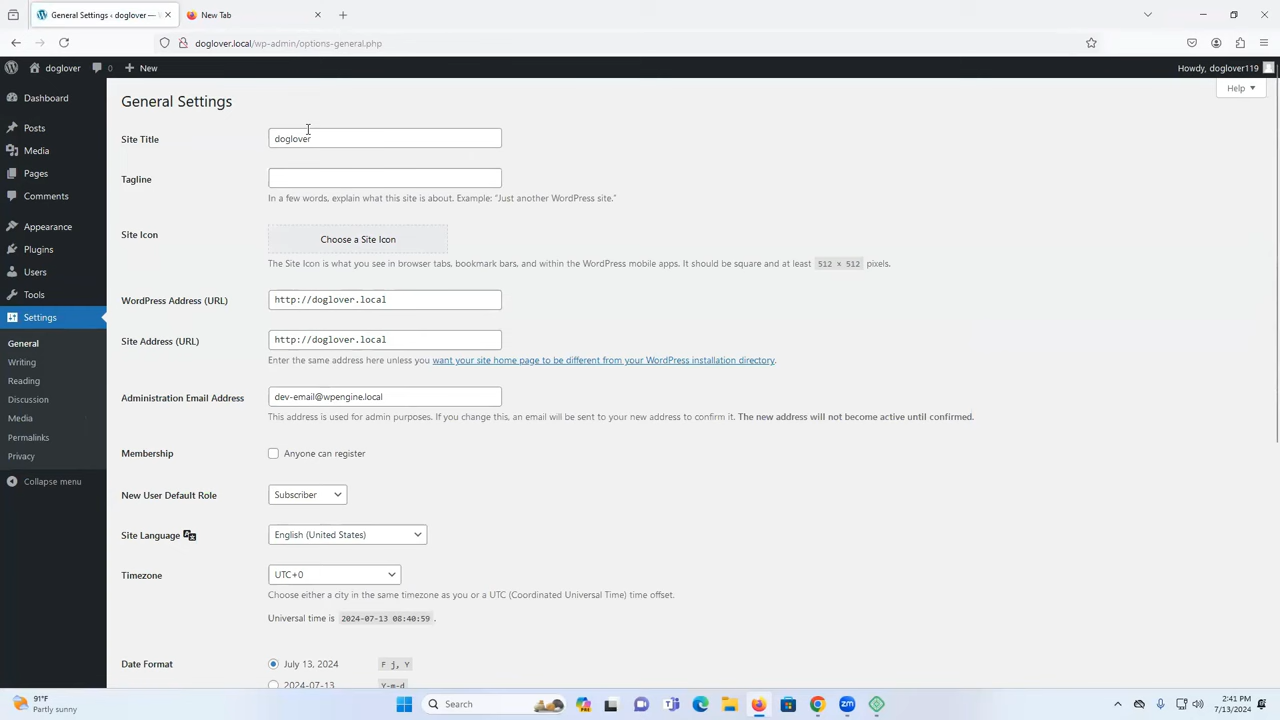 General Settings ‹ doglover — W
New Tab
doglover.local/wp-admin/options-general.php
doglover
0
New
Howdy, doglover119
Dashboard
Posts
Media
Pages
Comments
Appearance
Plugins
Users
Tools
Settings
General
Writing
Reading
Discussion
Media
Permalinks
Privacy
Collapse menu
Help
General Settings
Site Title
doglover
Tagline
In a few words, explain what this site is about. Example: “Just another WordPress site.”
Site Icon
Choose a Site Icon
The Site Icon is what you see in browser tabs, bookmark bars, and within the WordPress mobile apps. It should be square and at least 512 × 512 pixels.
WordPress Address (URL)
http://doglover.local
Site Address (URL)
http://doglover.local
Enter the same address here unless you want your site home page to be different from your WordPress installation directory.
Administration Email Address
dev-email@wpengine.local
This address is used for admin purposes. If you change this, an email will be sent to your new address to confirm it. The new address will not become active until confirmed.
Membership
Anyone can register
New User Default Role
Subscriber
Site Language
English (United States)
Timezone
UTC+0
Choose either a city in the same timezone as you or a UTC (Coordinated Universal Time) time offset.
Universal time is 2024-07-13 08:40:59 .
Date Format
July 13, 2024
F j, Y
2024-07-13
Y-m-d
91°F
Partly sunny
Search
2:41 PM
7/13/2024